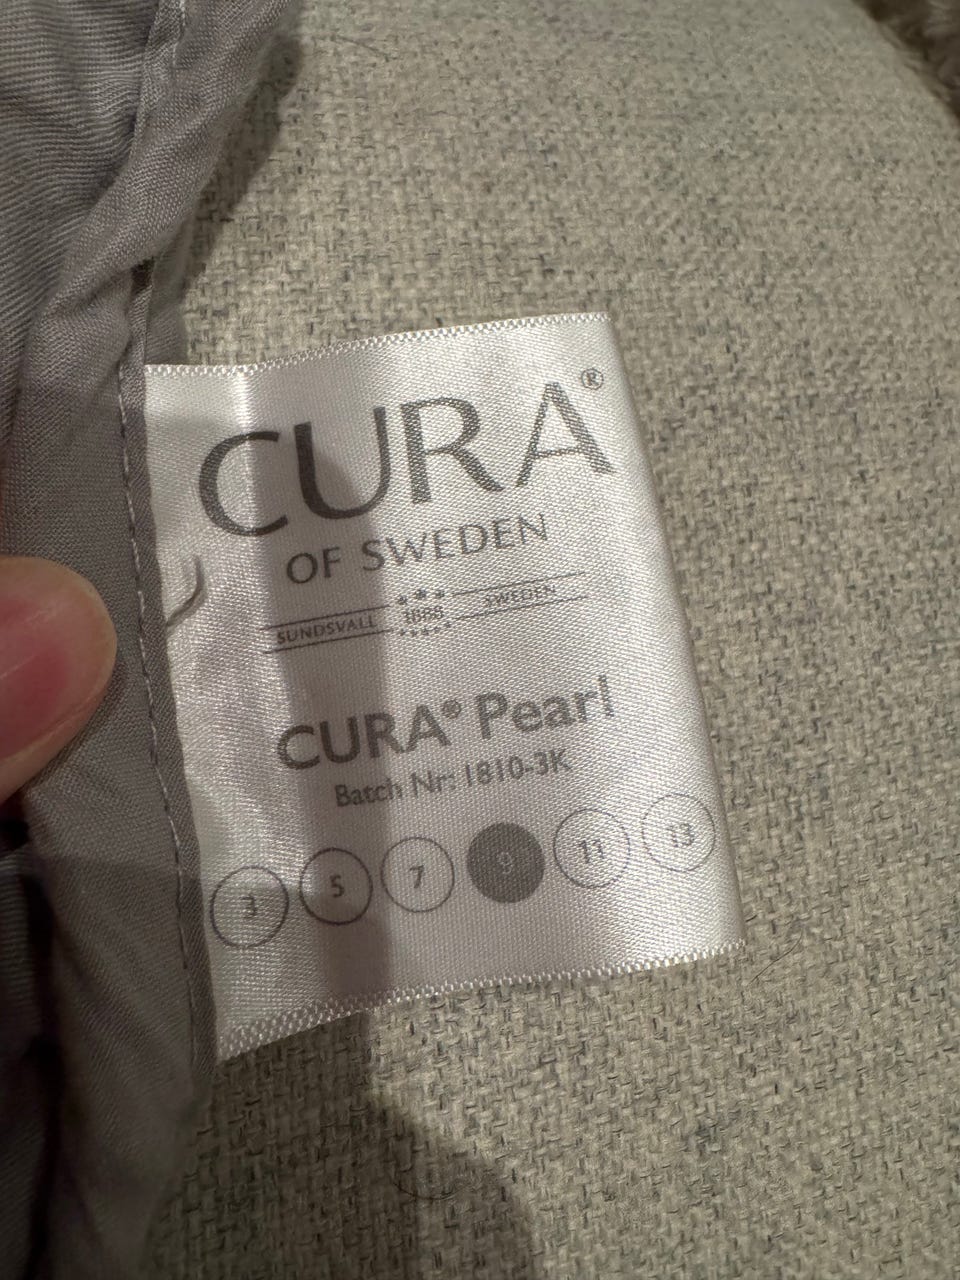 CURA®
OF SWEDEN
SUNDSVALL 1888 SWEDEN
CURA® Pearl
Batch Nr: 1810-3K
3 5 7 9 11 13